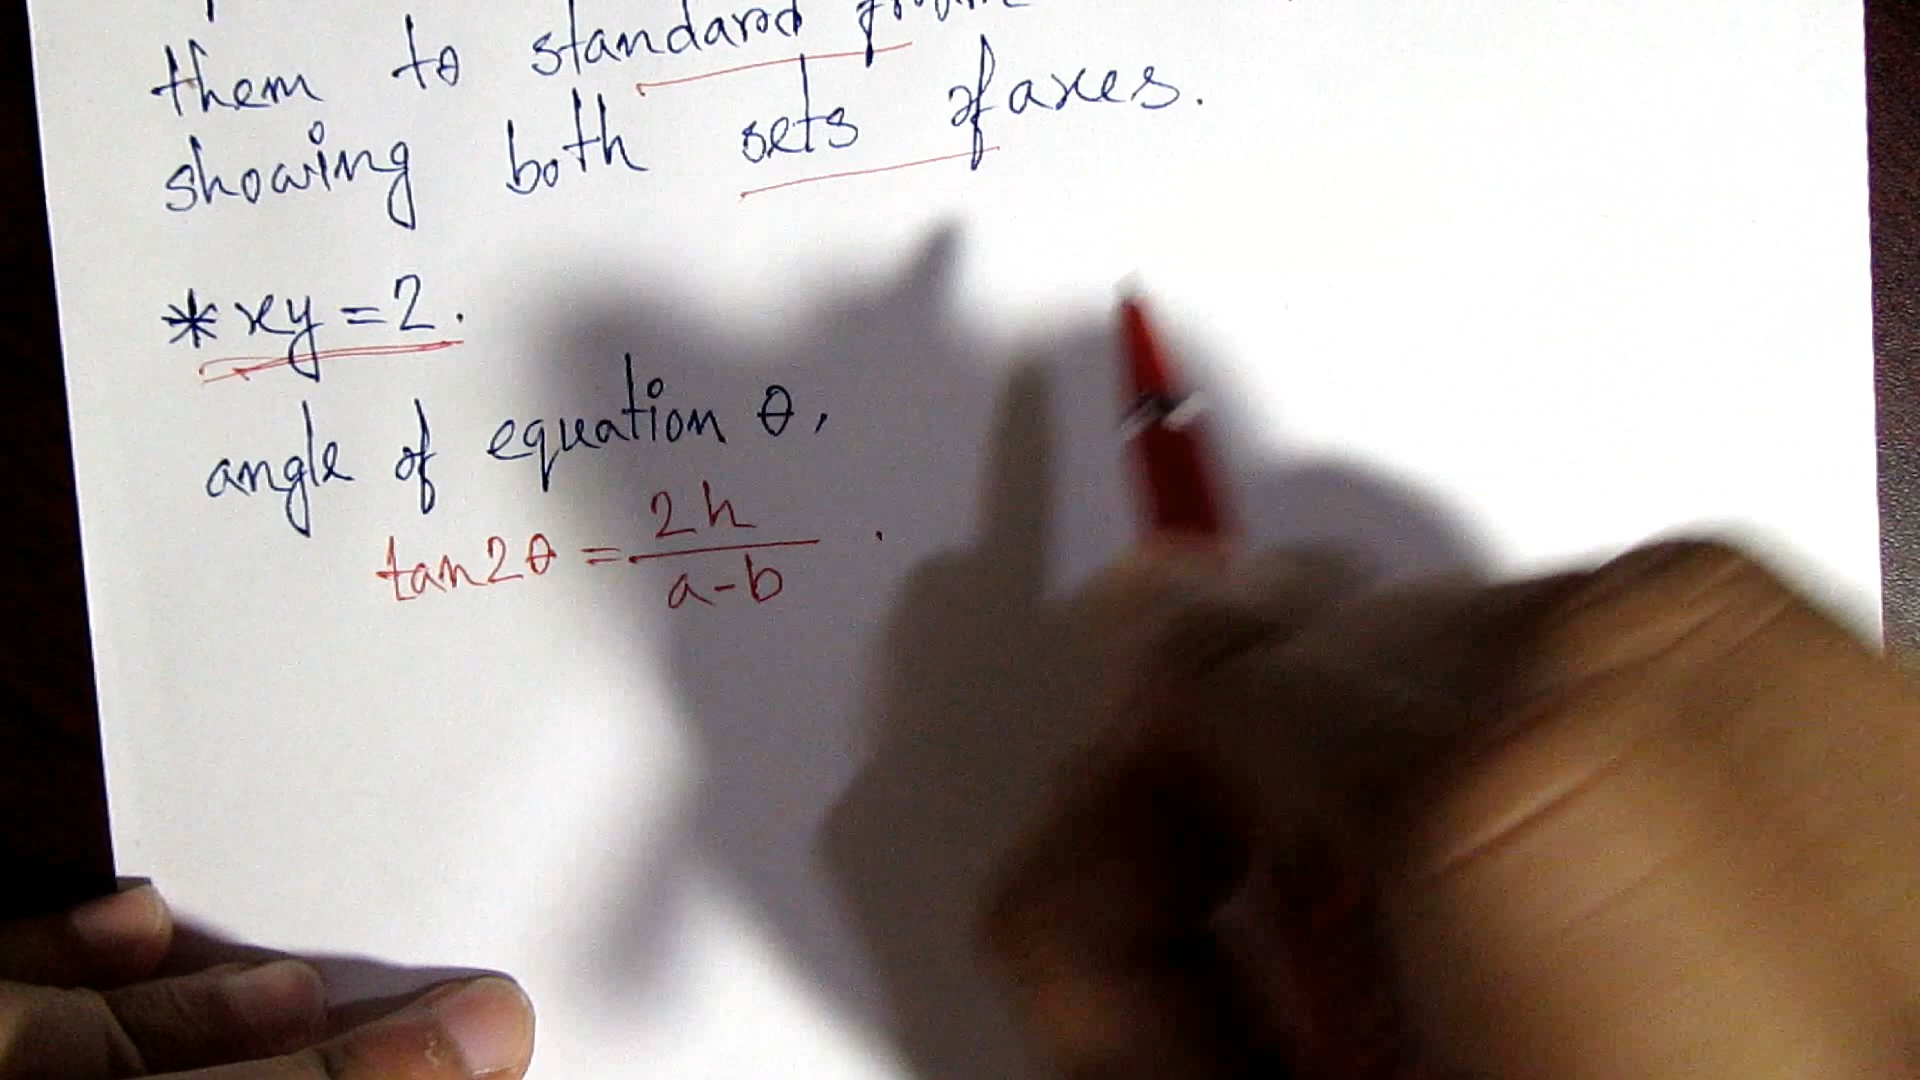 them to standard
showing both sets of axes.
*xy = 2.
angle of equation θ,
tan2θ = 2h / a-b .